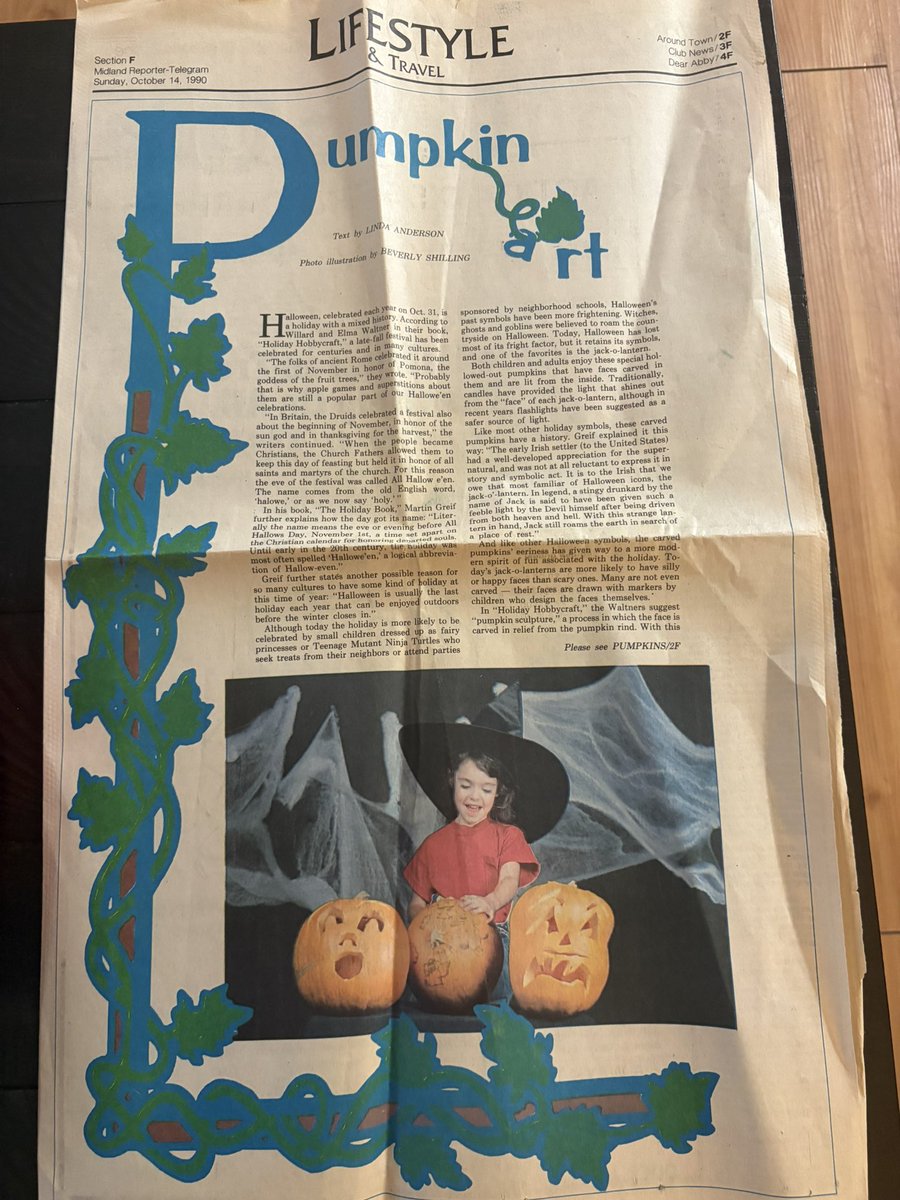 Section F
Midland Reporter-Telegram
Sunday, October 14, 1990
LIFESTYLE
& TRAVEL
Around Town/2F
Club News/3F
Dear Abby/4F
Pumpkin
art
Text by LINDA ANDERSON
Photo illustration by BEVERLY SHILLING
Halloween, celebrated each year on Oct. 31, is
a holiday with a mixed history. According to
Willard and Elma Waltner in their book,
"Holiday Hobbycraft," a late-fall festival has been
celebrated for centuries and in many cultures.
"The folks of ancient Rome celebrated it around
the first of November in honor of Pomona, the
goddess of the fruit trees," they wrote. "Probably
that is why apple games and superstitions about
them are still a popular part of our Hallowe'en
celebrations.
"In Britain, the Druids celebrated a festival also
about the beginning of November, in honor of the
sun god and in thanksgiving for the harvest," the
writers continued. "When the people became
Christians, the Church Fathers allowed them to
keep this day of feasting but held it in honor of all
saints and martyrs of the church. For this reason
the eve of the festival was called All Hallow e'en.
The name comes from the old English word,
'halowe,' or as we now say 'holy.'"
In his book, "The Holiday Book," Martin Greif
further explains how the day got its name: "Liter-
ally the name means the eve or evening before All
Hallows Day, November 1st, a time set apart on
the Christian calendar for honoring departed souls.
Until early in the 20th century, the holiday was
most often spelled 'Hallowe'en,' a logical abbrevia-
tion of Hallow-even."
Greif further states another possible reason for
so many cultures to have some kind of holiday at
this time of year: "Halloween is usually the last
holiday each year that can be enjoyed outdoors
before the winter closes in."
Although today the holiday is more likely to be
celebrated by small children dressed up as fairy
princesses or Teenage Mutant Ninja Turtles who
seek treats from their neighbors or attend parties
sponsored by neighborhood schools, Halloween's
past symbols have been more frightening. Witches,
ghosts and goblins were believed to roam the coun-
tryside on Halloween. Today, Halloween has lost
most of its fright factor, but it retains its symbols,
and one of the favorites is the jack-o-lantern.
Both children and adults enjoy these special hol-
lowed-out pumpkins that have faces carved in
them and are lit from the inside. Traditionally,
candles have provided the light that shines out
from the "face" of each jack-o-lantern, although in
recent years flashlights have been suggested as a
safer source of light.
Like most other holiday symbols, these carved
pumpkins have a history. Greif explained it this
way: "The early Irish settler (to the United States)
had a well-developed appreciation for the super-
natural, and was not at all reluctant to express it in
story and symbolic act. It is to the Irish that we
owe that most familiar of Halloween icons, the
jack-o'-lantern. In legend, a stingy drunkard by the
name of Jack is said to have been given such a
feeble light by the Devil himself after being driven
from both heaven and hell. With this strange lan-
tern in hand, Jack still roams the earth in search of
a place of rest."
And like other Halloween symbols, the carved
pumpkins' eeriness has given way to a more mod-
ern spirit of fun associated with the holiday. To-
day's jack-o-lanterns are more likely to have silly
or happy faces than scary ones. Many are not even
carved — their faces are drawn with markers by
children who design the faces themselves.
In "Holiday Hobbycraft," the Waltners suggest
"pumpkin sculpture," a process in which the face is
carved in relief from the pumpkin rind. With this
Please see PUMPKINS/2F